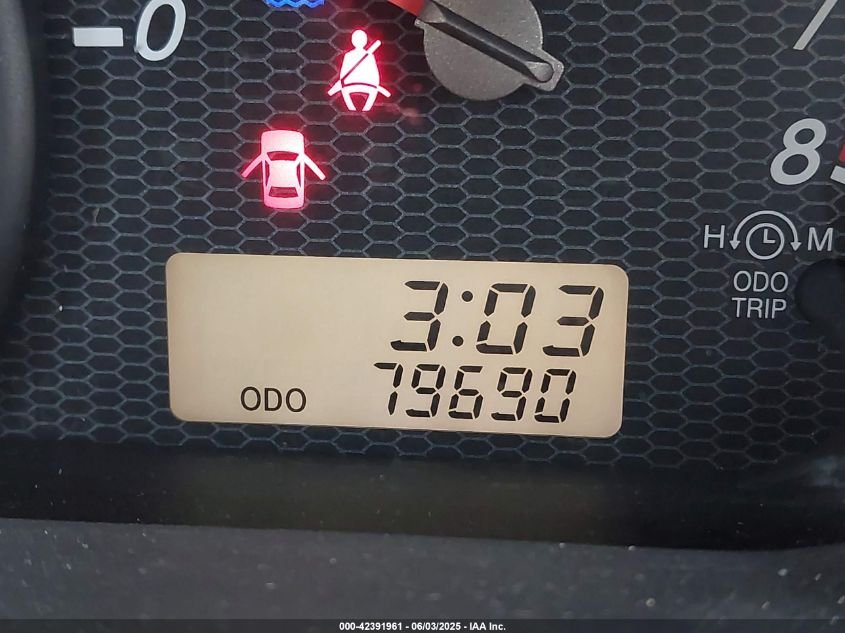 0
8
H M
ODO
TRIP
3:03
ODO 79690
000-42391961 - 06/03/2025 - IAA Inc.